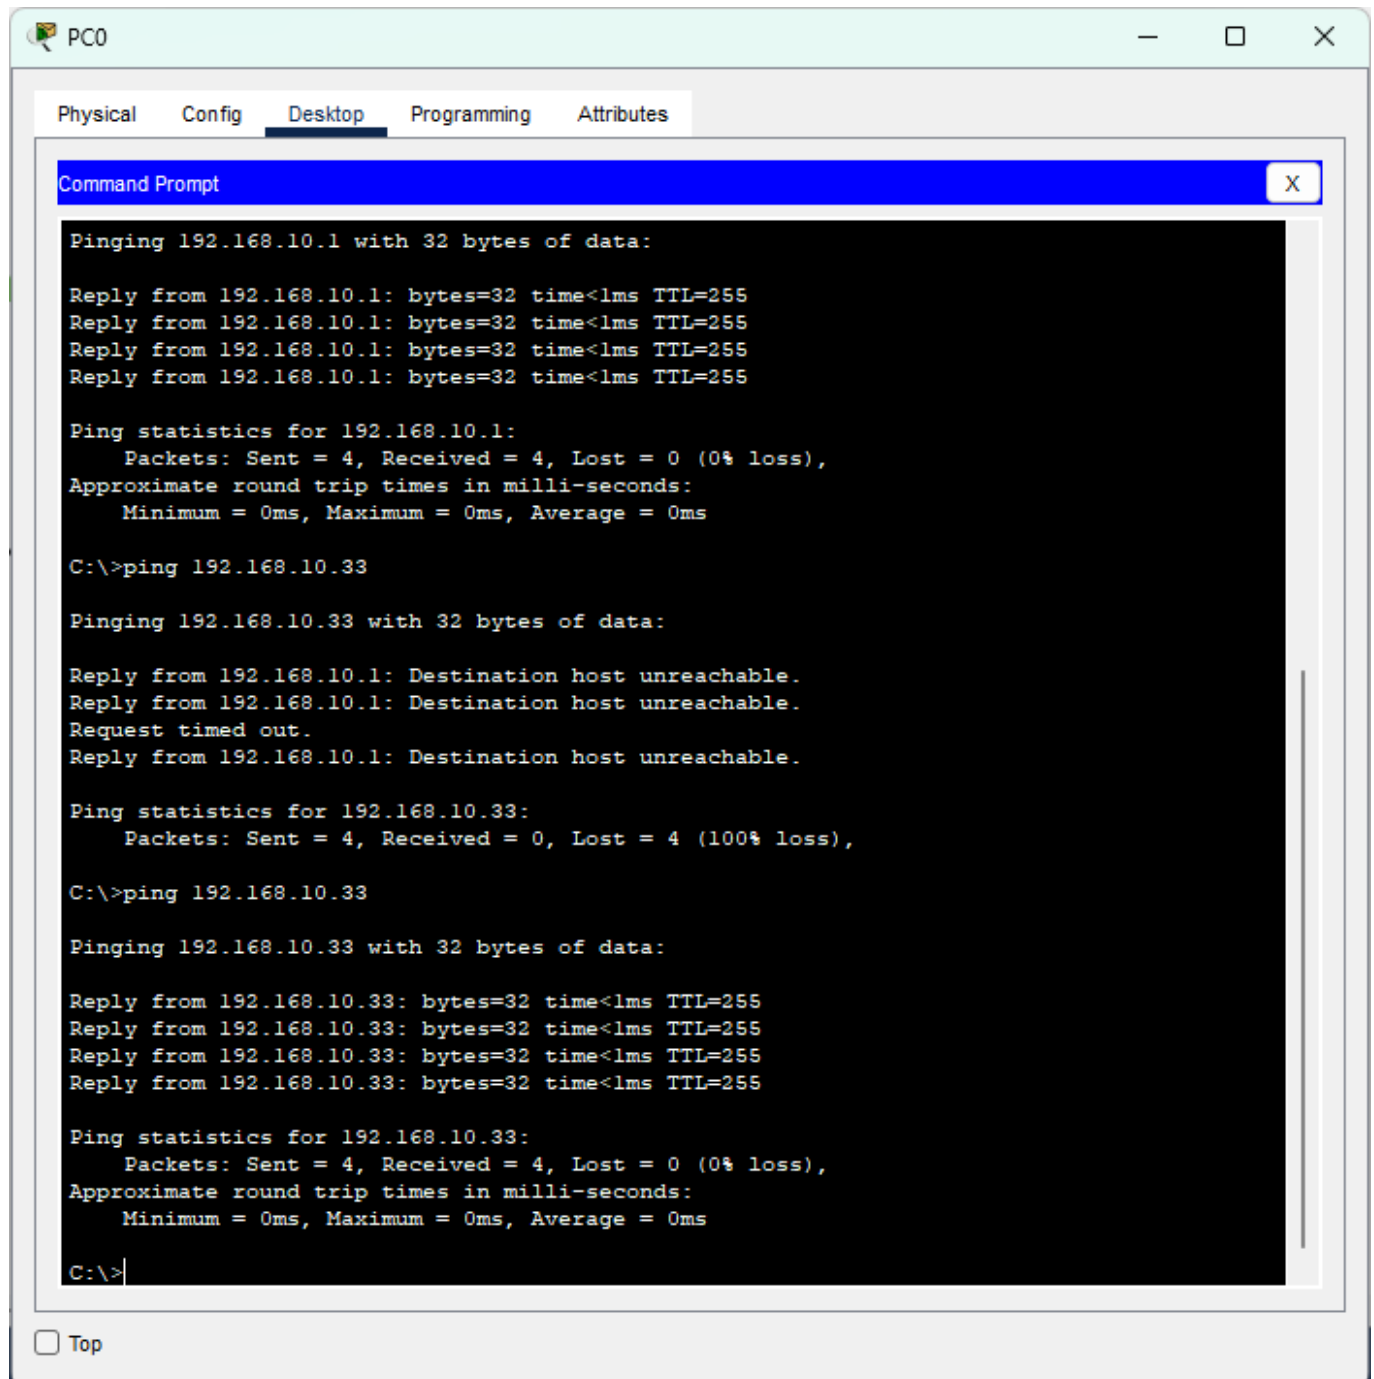 PC0
Physical Config Desktop Programming Attributes
Command Prompt X
Pinging 192.168.10.1 with 32 bytes of data:
Reply from 192.168.10.1: bytes=32 time<1ms TTL=255
Reply from 192.168.10.1: bytes=32 time<1ms TTL=255
Reply from 192.168.10.1: bytes=32 time<1ms TTL=255
Reply from 192.168.10.1: bytes=32 time<1ms TTL=255
Ping statistics for 192.168.10.1:
    Packets: Sent = 4, Received = 4, Lost = 0 (0% loss),
Approximate round trip times in milli-seconds:
    Minimum = 0ms, Maximum = 0ms, Average = 0ms
C:\>ping 192.168.10.33
Pinging 192.168.10.33 with 32 bytes of data:
Reply from 192.168.10.1: Destination host unreachable.
Reply from 192.168.10.1: Destination host unreachable.
Request timed out.
Reply from 192.168.10.1: Destination host unreachable.
Ping statistics for 192.168.10.33:
    Packets: Sent = 4, Received = 0, Lost = 4 (100% loss),
C:\>ping 192.168.10.33
Pinging 192.168.10.33 with 32 bytes of data:
Reply from 192.168.10.33: bytes=32 time<1ms TTL=255
Reply from 192.168.10.33: bytes=32 time<1ms TTL=255
Reply from 192.168.10.33: bytes=32 time<1ms TTL=255
Reply from 192.168.10.33: bytes=32 time<1ms TTL=255
Ping statistics for 192.168.10.33:
    Packets: Sent = 4, Received = 4, Lost = 0 (0% loss),
Approximate round trip times in milli-seconds:
    Minimum = 0ms, Maximum = 0ms, Average = 0ms
C:\>
Top